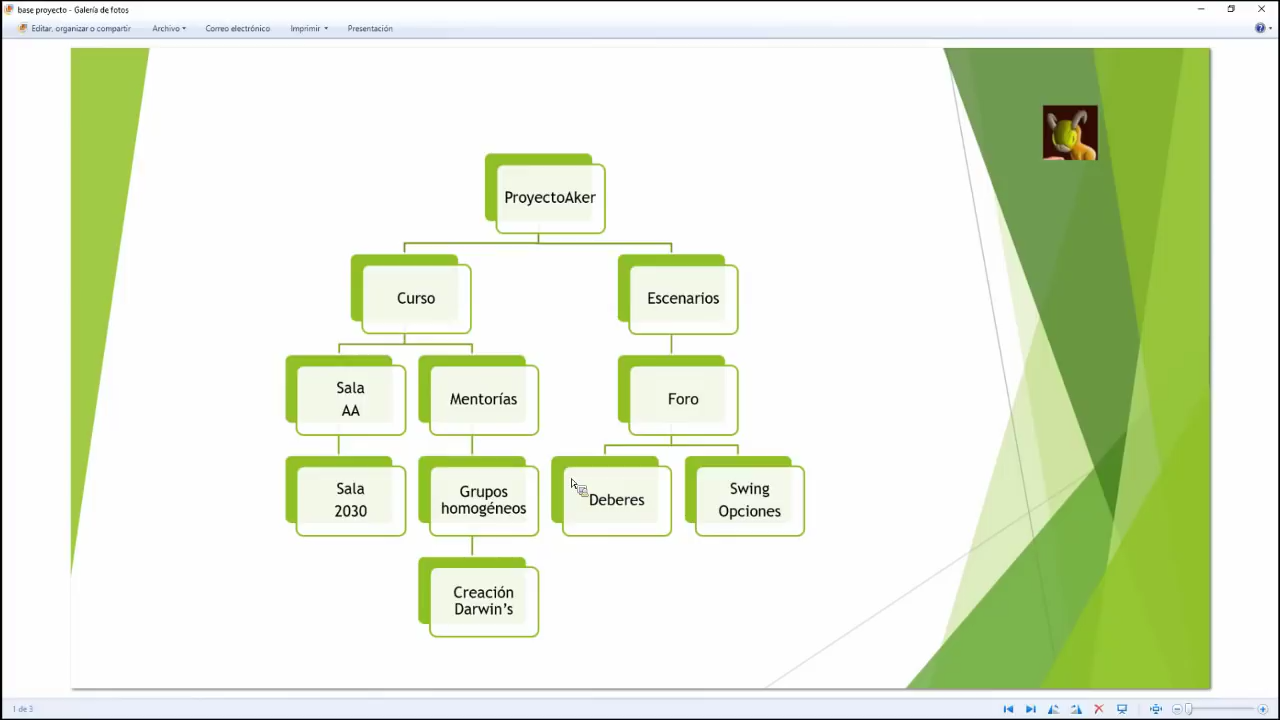 base proyecto - Galería de fotos
Editar, organizar o compartir
Archivo
Correo electrónico
Imprimir
Presentación
ProyectoAker
Curso
Escenarios
Sala
AA
Mentorías
Foro
Sala
2030
Grupos
homogéneos
Deberes
Swing
Opciones
Creación
Darwin's
1 de 3